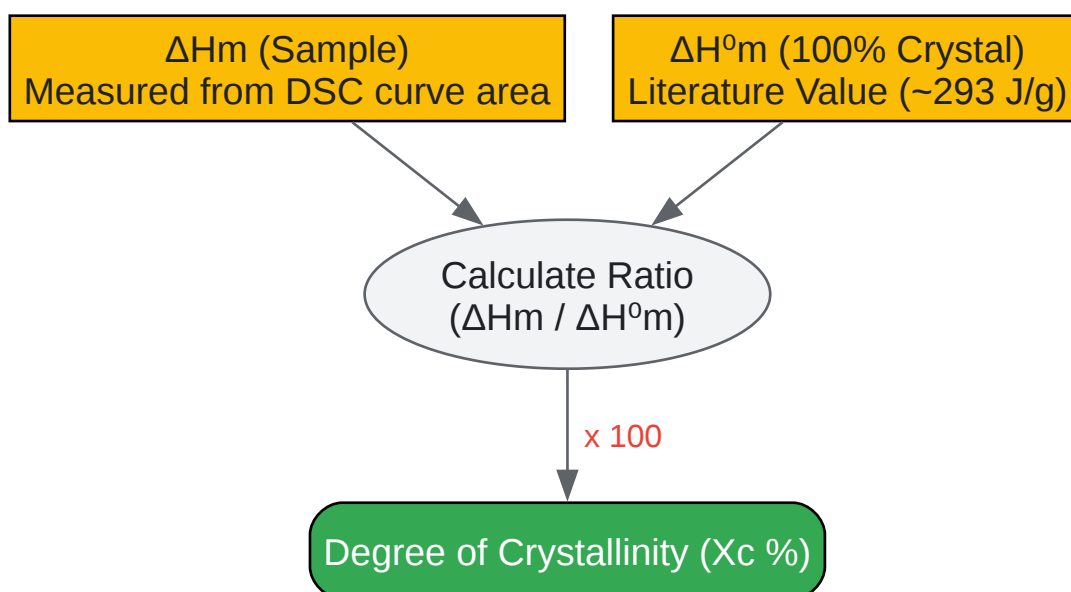 ΔHm (Sample)
Measured from DSC curve area
ΔH⁰m (100% Crystal)
Literature Value (~293 J/g)
Calculate Ratio
(ΔHm / ΔH⁰m)
x 100
Degree of Crystallinity (Xc %)